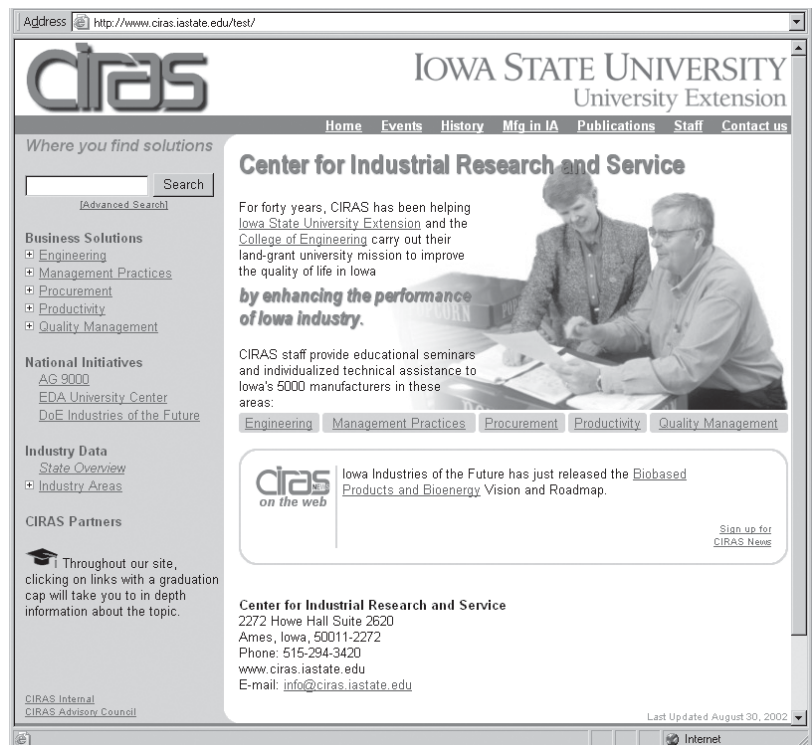 Address http://www.ciras.iastate.edu/test/
ciras
IOWA STATE UNIVERSITY
University Extension
Home Events History Mfg in IA Publications Staff Contact us
Where you find solutions
Search
[Advanced Search]
Business Solutions
Engineering
Management Practices
Procurement
Productivity
Quality Management
National Initiatives
AG 9000
EDA University Center
DoE Industries of the Future
Industry Data
State Overview
Industry Areas
CIRAS Partners
Throughout our site,
clicking on links with a graduation
cap will take you to in depth
information about the topic.
CIRAS Internal
CIRAS Advisory Council
Center for Industrial Research and Service
For forty years, CIRAS has been helping
Iowa State University Extension and the
College of Engineering carry out their
land-grant university mission to improve
the quality of life in Iowa
by enhancing the performance
of Iowa industry.
CIRAS staff provide educational seminars
and individualized technical assistance to
Iowa's 5000 manufacturers in these
areas:
Engineering Management Practices Procurement Productivity Quality Management
ciras
on the web
Iowa Industries of the Future has just released the Biobased
Products and Bioenergy Vision and Roadmap.
Sign up for
CIRAS News
Center for Industrial Research and Service
2272 Howe Hall Suite 2620
Ames, Iowa, 50011-2272
Phone: 515-294-3420
www.ciras.iastate.edu
E-mail: info@ciras.iastate.edu
Last Updated August 30, 2002
Internet